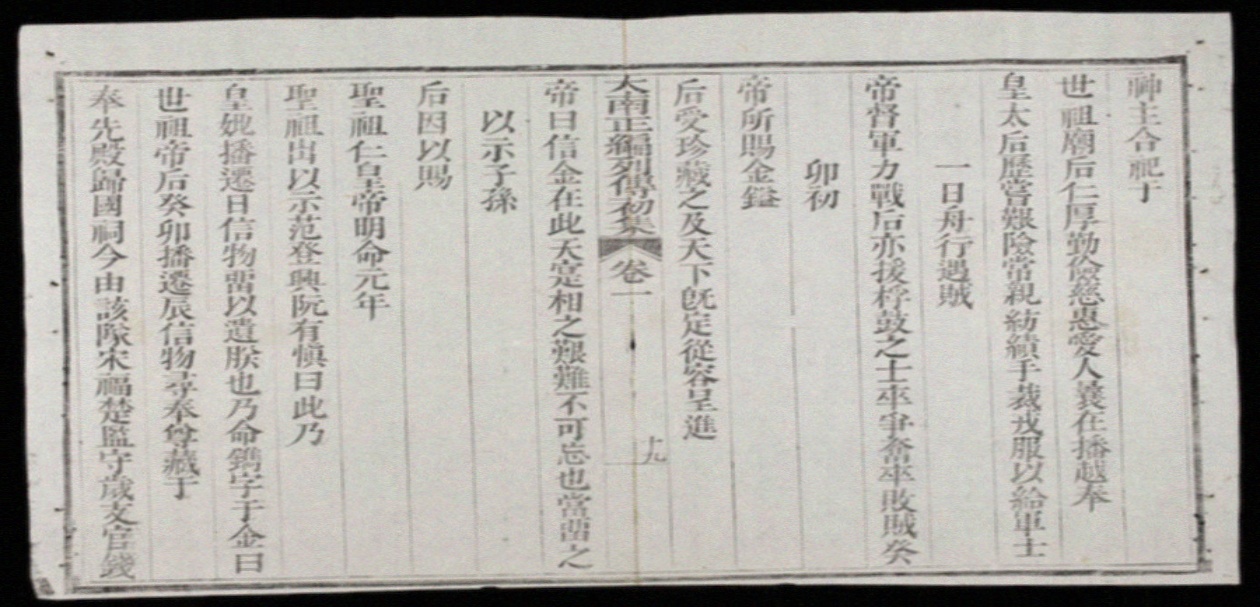 神主合祀于
世祖廟后仁厚勤儉慈惠愛人曩在播越奉
皇太后歷嘗艱險常親紡績手裁戎服以給軍士
一日舟行遇賊
帝督軍力戰后亦援桴鼓之士卒爭奮卒敗賊癸
卯初
帝所賜金鎰
后受珍藏之及天下旣定從容呈進
大南正編列傳初集 卷一 十九
帝曰信金在此天寔相之艱難不可忘也當畱之
以示子孫
后因以賜
聖祖仁皇帝明命元年
聖祖出以示范登興阮有慎曰此乃
皇妣播遷日信物畱以遺朕也乃命鐫字于金曰
世祖帝后癸卯播遷辰信物尋奉尊藏于
奉先殿歸國祠今由該隊宋福楚監守歲支官錢